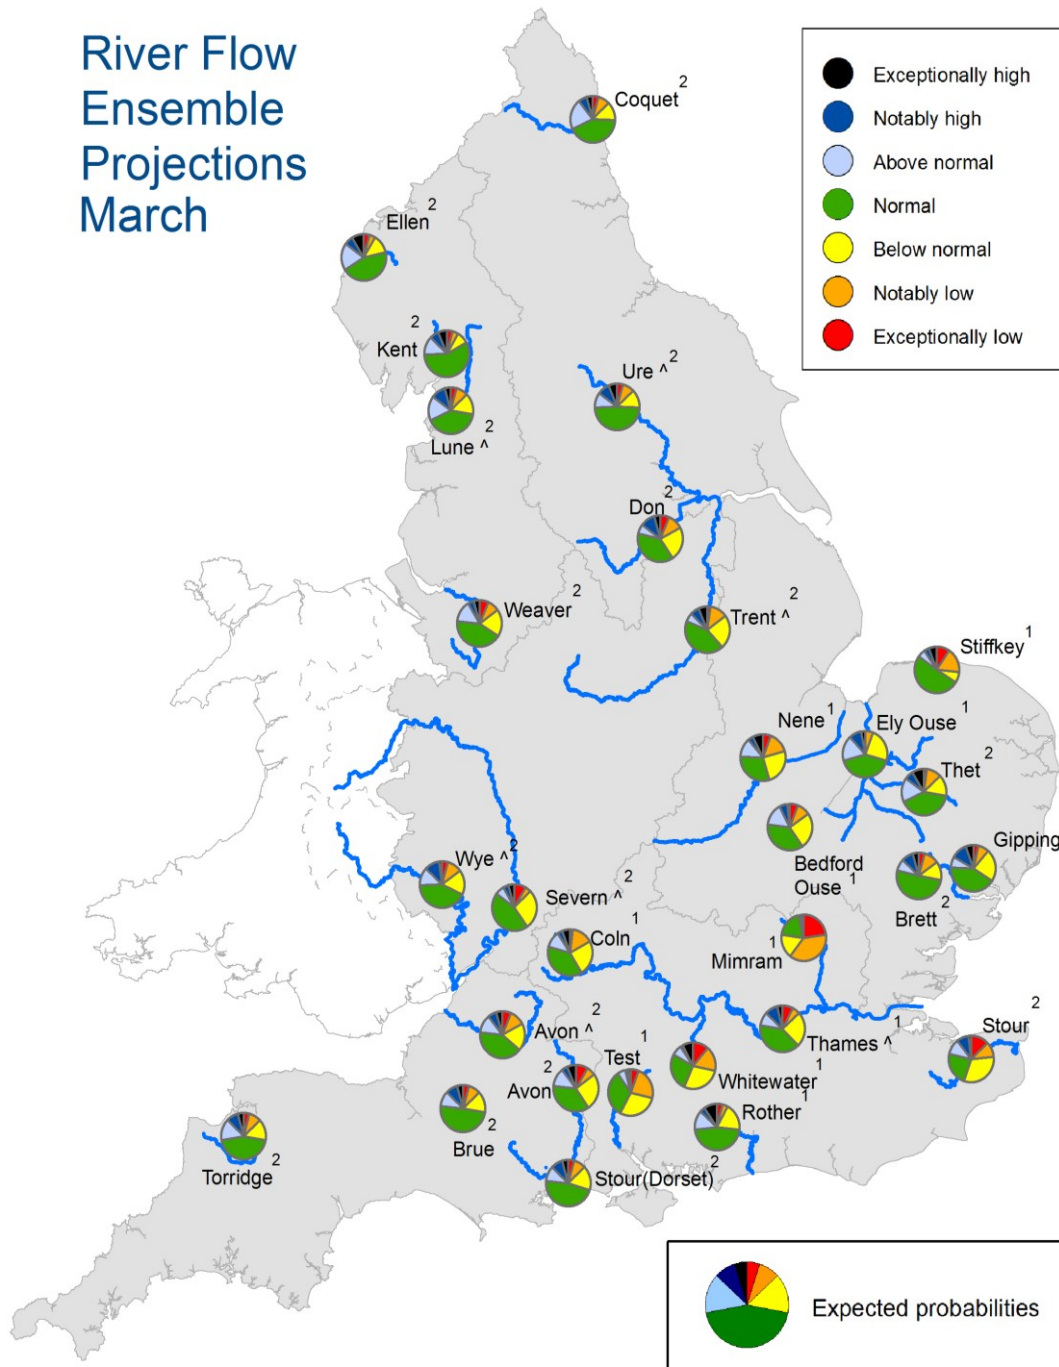 River Flow
Ensemble
Projections
March
Exceptionally high
Notably high
Above normal
Normal
Below normal
Notably low
Exceptionally low
Coquet 2
Ellen 2
Kent 2
Lune ^ 2
Ure ^ 2
Don 2
Weaver 2
Trent ^ 2
Stiffkey 1
Nene 1
Ely Ouse 1
Thet 2
Bedford
Ouse 1
Gipping
Brett 2
Wye ^ 2
Severn ^ 2
Coln 1
Mimram 1
Avon ^ 2
Test 1
Thames ^ 1
Stour 2
Avon 2
Whitewater 1
Rother 1
Brue 2
Torridge 2
Stour(Dorset) 2
Expected probabilities